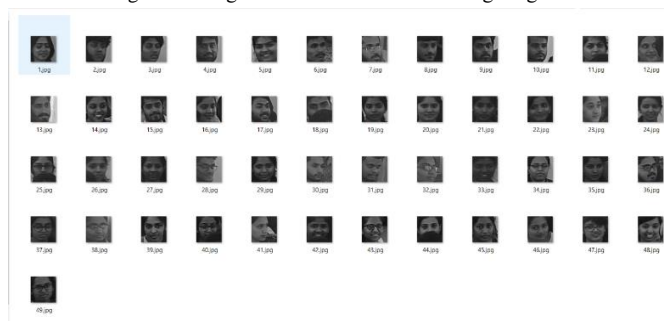 1.jpg 2.jpg 3.jpg 4.jpg 5.jpg 6.jpg 7.jpg 8.jpg 9.jpg 10.jpg 11.jpg 12.jpg
13.jpg 14.jpg 15.jpg 16.jpg 17.jpg 18.jpg 19.jpg 20.jpg 21.jpg 22.jpg 23.jpg 24.jpg
25.jpg 26.jpg 27.jpg 28.jpg 29.jpg 30.jpg 31.jpg 32.jpg 33.jpg 34.jpg 35.jpg 36.jpg
37.jpg 38.jpg 39.jpg 40.jpg 41.jpg 42.jpg 43.jpg 44.jpg 45.jpg 46.jpg 47.jpg 48.jpg
49.jpg